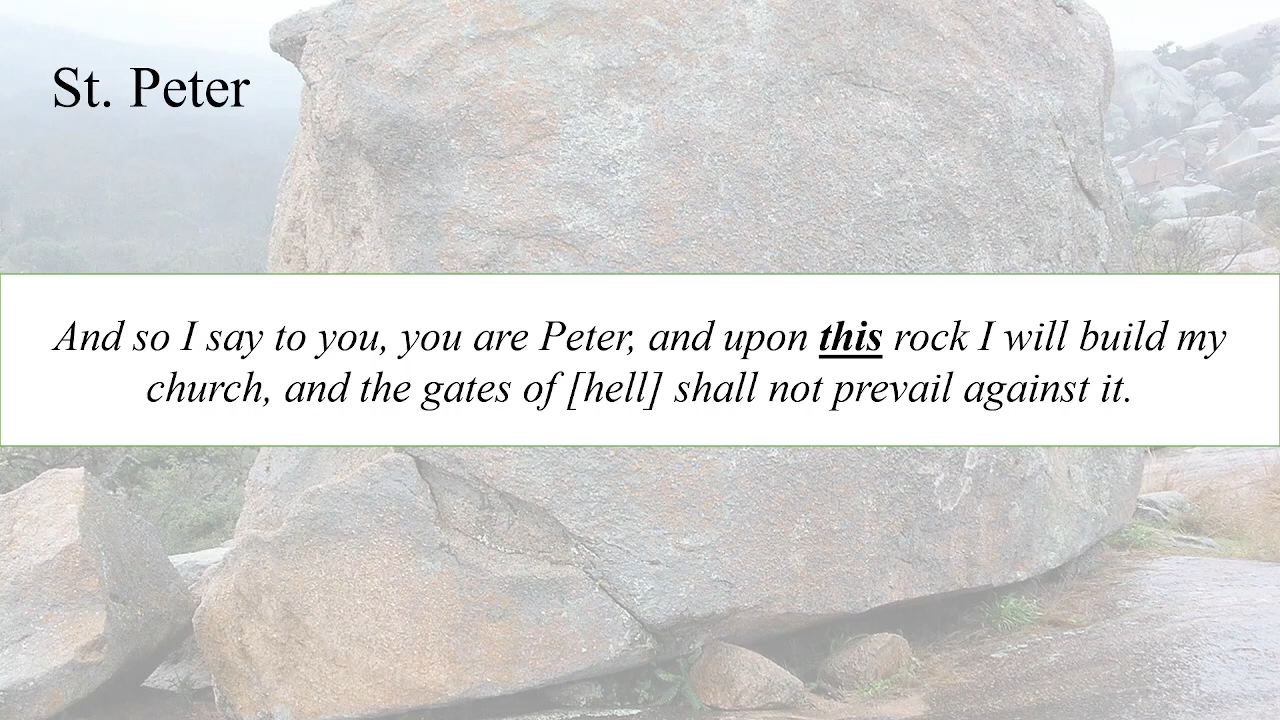 St. Peter
And so I say to you, you are Peter, and upon this rock I will build my
church, and the gates of [hell] shall not prevail against it.